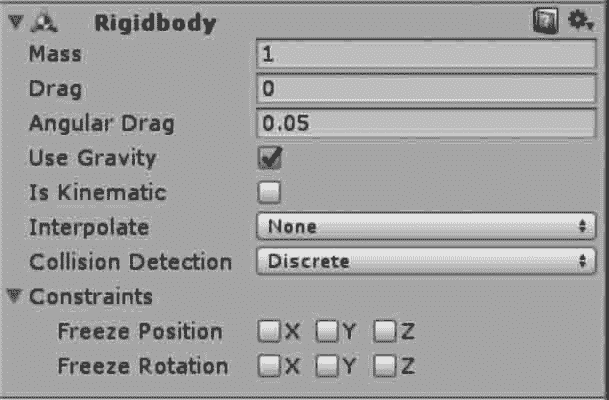 Rigidbody
Mass 1
Drag 0
Angular Drag 0.05
Use Gravity
Is Kinematic
Interpolate None
Collision Detection Discrete
Constraints
Freeze Position X Y Z
Freeze Rotation X Y Z